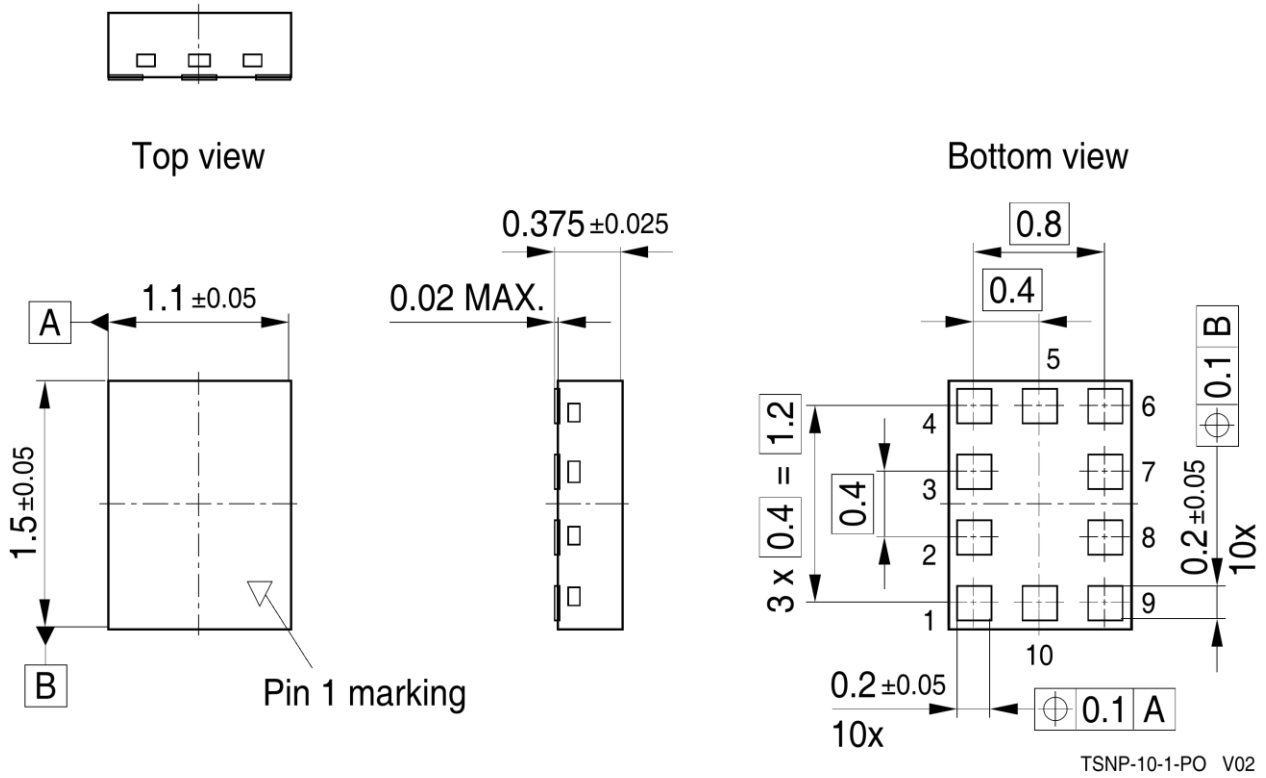 Top view
Bottom view
0.375 ±0.025
0.8
1.1 ±0.05
0.02 MAX.
0.4
A
5
4
6
3
7
2
8
1
9
10
1.5 ±0.05
3 x 0.4 = 1.2
0.4
0.2 ±0.05
10x
⌖ 0.1 B
B
Pin 1 marking
0.2 ±0.05
10x
⌖ 0.1 A
TSNP-10-1-PO V02